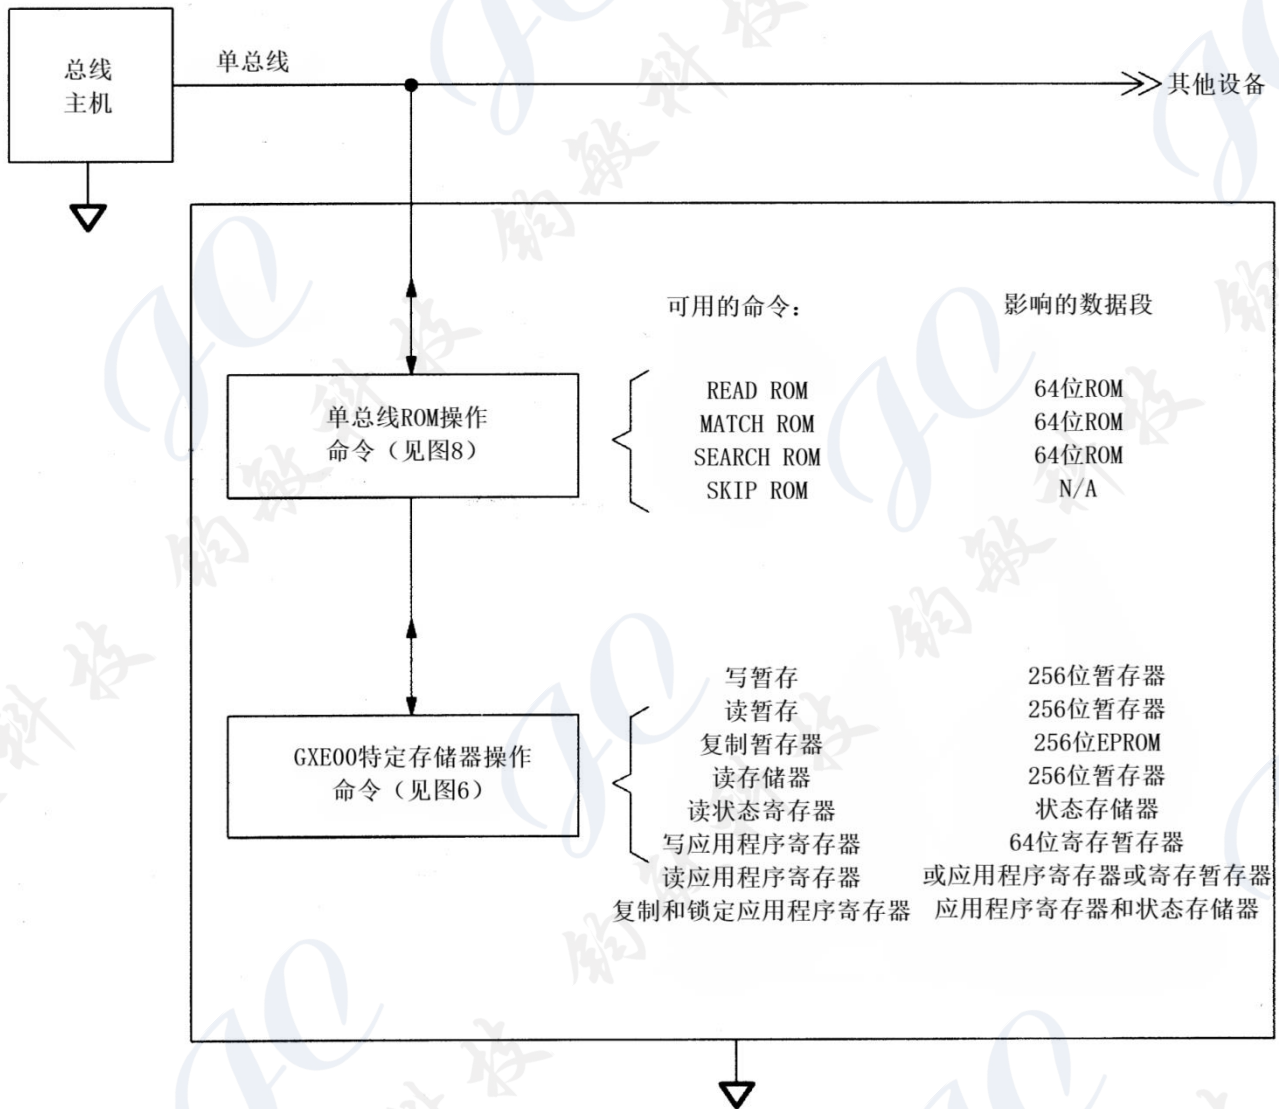 总线
主机
单总线
其他设备
可用的命令：
影响的数据段
单总线ROM操作
命令（见图8）
READ ROM
64位ROM
MATCH ROM
64位ROM
SEARCH ROM
64位ROM
SKIP ROM
N/A
GXE00特定存储器操作
命令（见图6）
写暂存
256位暂存器
读暂存
256位暂存器
复制暂存器
256位EPROM
读存储器
256位暂存器
读状态寄存器
状态存储器
写应用程序寄存器
64位寄存暂存器
读应用程序寄存器
或应用程序寄存器或寄存暂存器
复制和锁定应用程序寄存器
应用程序寄存器和状态存储器
JC
钧敏科技